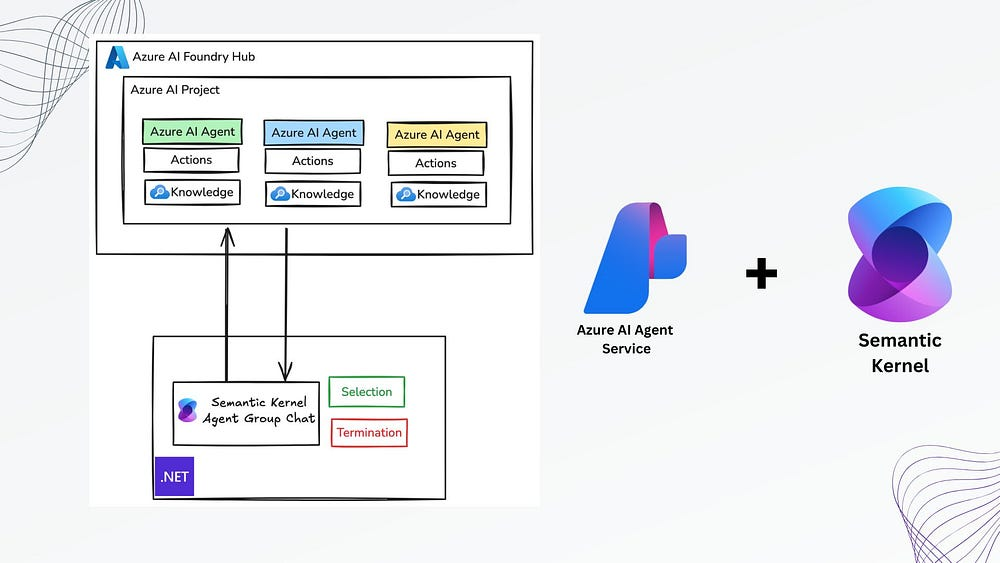 Azure AI Foundry Hub
Azure AI Project
Azure AI Agent
Actions
Knowledge
Azure AI Agent
Actions
Knowledge
Azure AI Agent
Actions
Knowledge
Semantic Kernel
Agent Group Chat
Selection
Termination
.NET
Azure AI Agent
Service
+
Semantic
Kernel